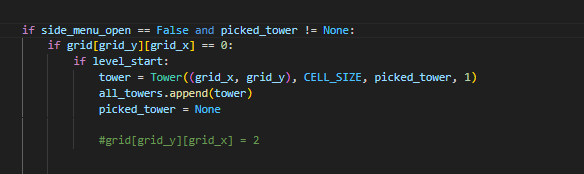 if side_menu_open == False and picked_tower != None:
if grid[grid_y][grid_x] == 0:
if level_start:
tower = Tower((grid_x, grid_y), CELL_SIZE, picked_tower, 1)
all_towers.append(tower)
picked_tower = None
#grid[grid_y][grid_x] = 2